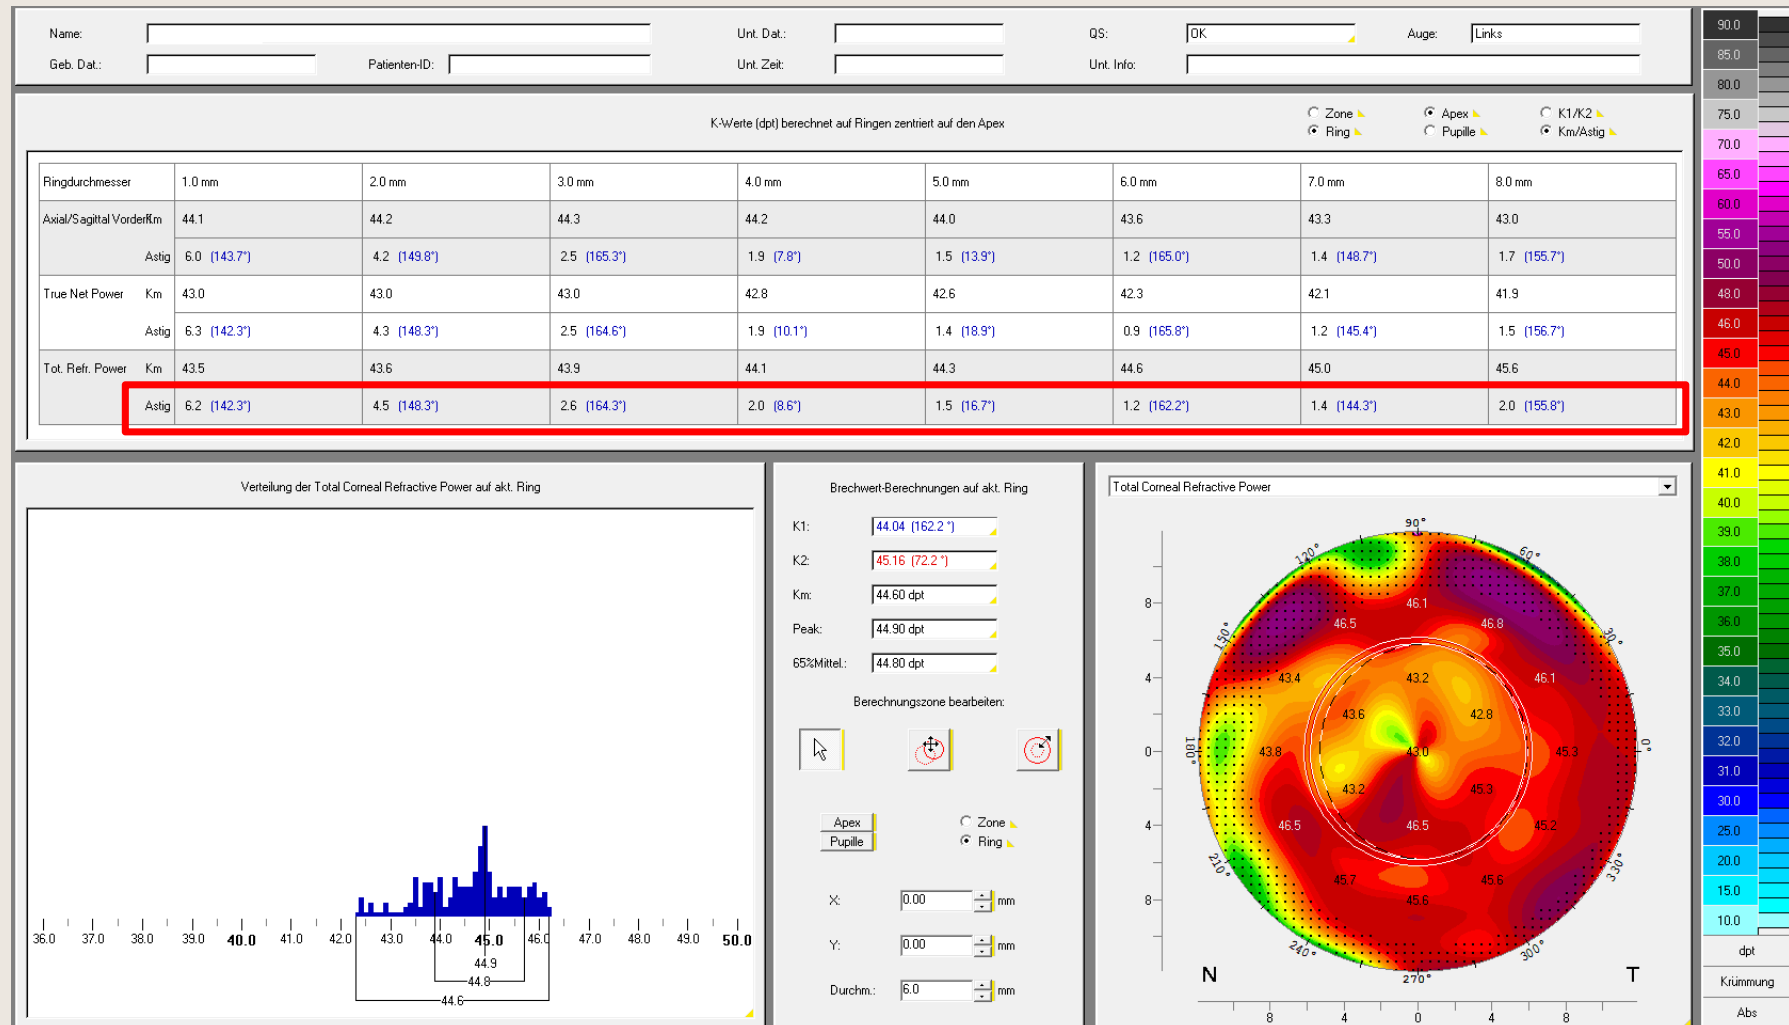 Name: Unt. Dat.: QS: OK Auge: Links
Geb. Dat.: Patienten-ID: Unt. Zeit: Unt. Info:
K-Werte (dpt) berechnet auf Ringen zentriert auf den Apex
Zone Apex K1/K2
Ring Pupille Km/Astig
Ringdurchmesser 1.0 mm 2.0 mm 3.0 mm 4.0 mm 5.0 mm 6.0 mm 7.0 mm 8.0 mm
Axial/Sagittal Vorderfl. Km 44.1 44.2 44.3 44.2 44.0 43.6 43.3 43.0
Astig 6.0 (143.7°) 4.2 (149.8°) 2.5 (165.3°) 1.9 (7.8°) 1.5 (13.9°) 1.2 (165.0°) 1.4 (148.7°) 1.7 (155.7°)
True Net Power Km 43.0 43.0 43.0 42.8 42.6 42.3 42.1 41.9
Astig 6.3 (142.3°) 4.3 (148.3°) 2.5 (164.6°) 1.9 (10.1°) 1.4 (18.9°) 0.9 (165.8°) 1.2 (145.4°) 1.5 (156.7°)
Tot. Refr. Power Km 43.5 43.6 43.9 44.1 44.3 44.6 45.0 45.6
Astig 6.2 (142.3°) 4.5 (148.3°) 2.6 (164.3°) 2.0 (8.6°) 1.5 (16.7°) 1.2 (162.2°) 1.4 (144.3°) 2.0 (155.8°)
Verteilung der Total Corneal Refractive Power auf akt. Ring
36.0 37.0 38.0 39.0 40.0 41.0 42.0 43.0 44.0 45.0 46.0 47.0 48.0 49.0 50.0
44.9
44.8
44.6
Brechwert-Berechnungen auf akt. Ring
K1: 44.04 (162.2 °)
K2: 45.16 (72.2 °)
Km: 44.60 dpt
Peak: 44.90 dpt
65%Mittel.: 44.80 dpt
Berechnungszone bearbeiten:
Apex Zone
Pupille Ring
X: 0.00 mm
Y: 0.00 mm
Durchm.: 6.0 mm
Total Corneal Refractive Power
90°
120° 60°
46.1
8
46.5 46.8
150° 30°
4 43.4 43.2 46.1
43.6 42.8
180° 0 43.8 43.0 45.3 0°
43.2 45.3
4 46.5 46.5 45.2
210° 45.7 45.6 330°
8 45.6
240° 300°
N 270° T
8 4 0 4 8
90.0
85.0
80.0
75.0
70.0
65.0
60.0
55.0
50.0
48.0
46.0
45.0
44.0
43.0
42.0
41.0
40.0
39.0
38.0
37.0
36.0
35.0
34.0
33.0
32.0
31.0
30.0
25.0
20.0
15.0
10.0
dpt
Krümmung
Abs